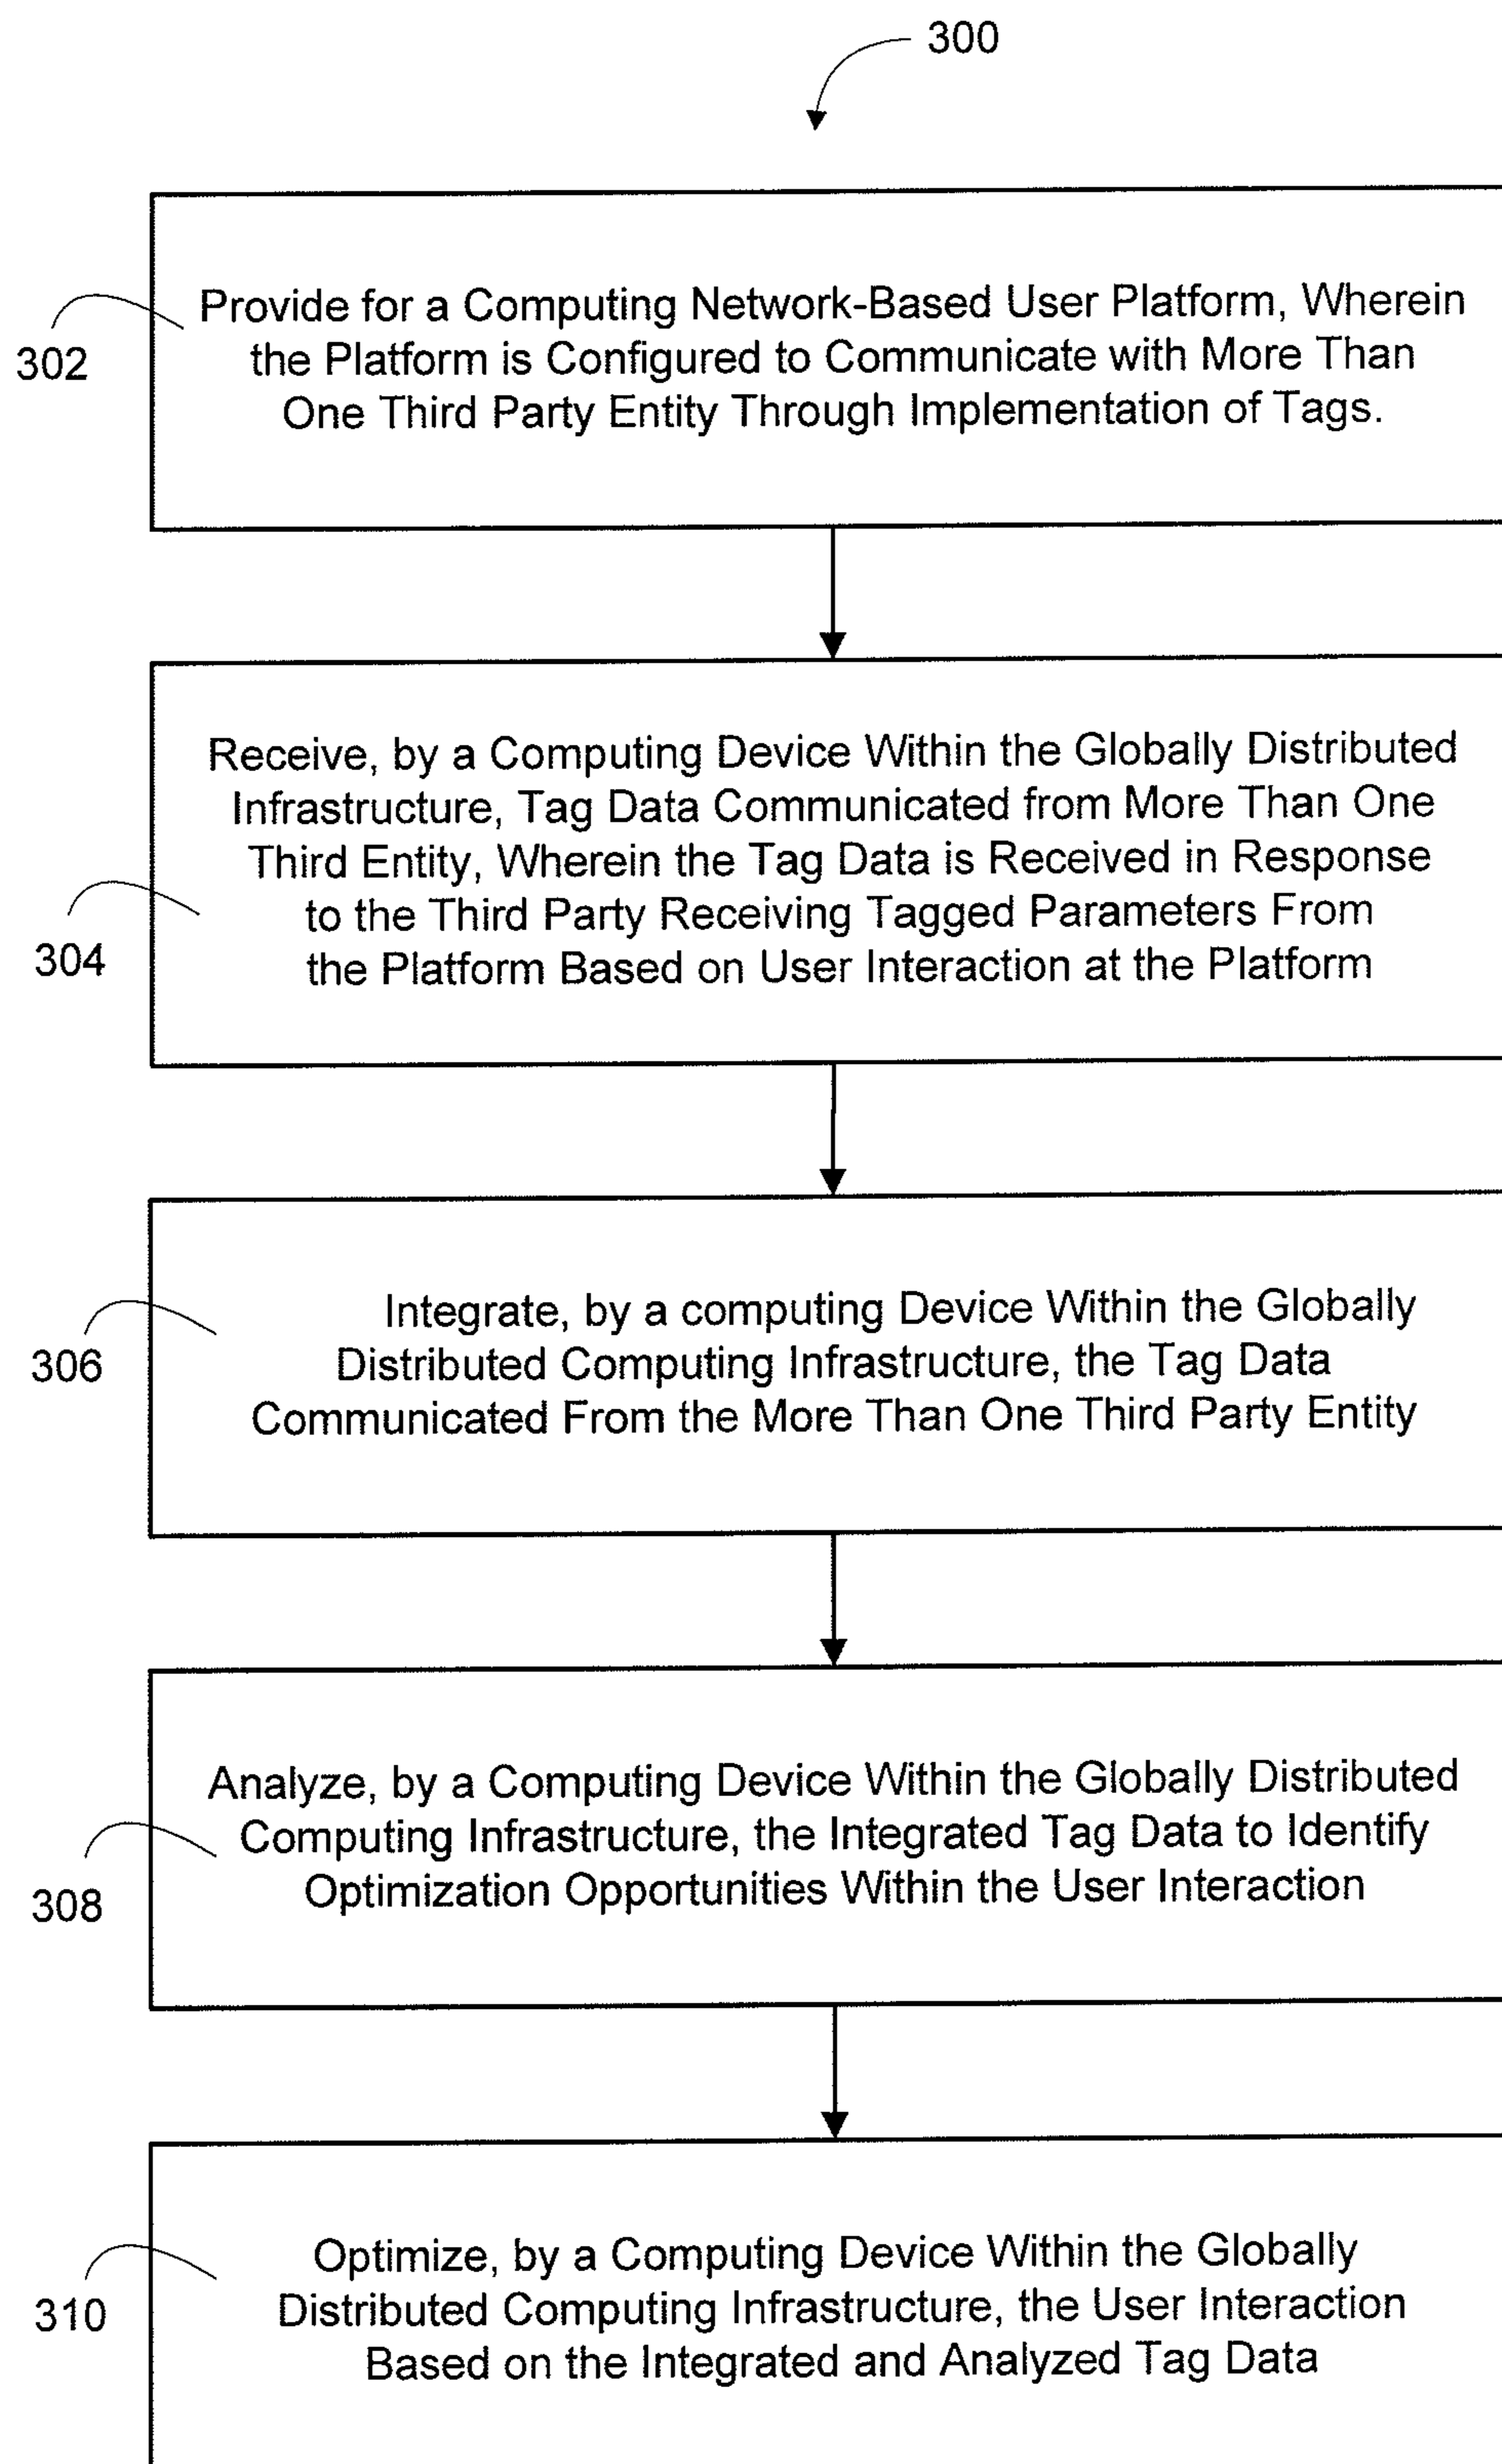 300
Provide for a Computing Network-Based User Platform, Wherein
the Platform is Configured to Communicate with More Than
One Third Party Entity Through Implementation of Tags.
302
Receive, by a Computing Device Within the Globally Distributed
Infrastructure, Tag Data Communicated from More Than One
Third Entity, Wherein the Tag Data is Received in Response
to the Third Party Receiving Tagged Parameters From
the Platform Based on User Interaction at the Platform
304
Integrate, by a computing Device Within the Globally
Distributed Computing Infrastructure, the Tag Data
Communicated From the More Than One Third Party Entity
306
Analyze, by a Computing Device Within the Globally Distributed
Computing Infrastructure, the Integrated Tag Data to Identify
Optimization Opportunities Within the User Interaction
308
Optimize, by a Computing Device Within the Globally
Distributed Computing Infrastructure, the User Interaction
Based on the Integrated and Analyzed Tag Data
310